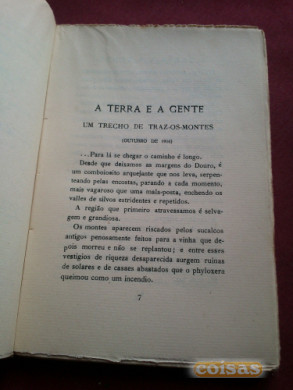 A TERRA E A GENTE
UM TRECHO DE TRAZ-OS-MONTES
(OUTUBRO DE 1910)
...Para lá se chegar o caminho é longo.
Desde que deixamos as margens do Douro, é
um comboiosito arquejante que nos leva, serpen-
tando pelas encostas, parando a cada momento,
mais vagaroso que uma mala-posta, enchendo os
valles de silvos estridentes e repetidos.
A região que primeiro atravessamos é selva-
gem e grandiosa.
Os montes aparecem riscados pelos sucalcos
antigos penosamente feitos para a vinha que de-
pois morreu e não se replantou; e entre esses
vestigios de riqueza desaparecida surgem ruinas
de solares e de casaes abastados que o phyloxera
queimou como um incendio.
7
coisas